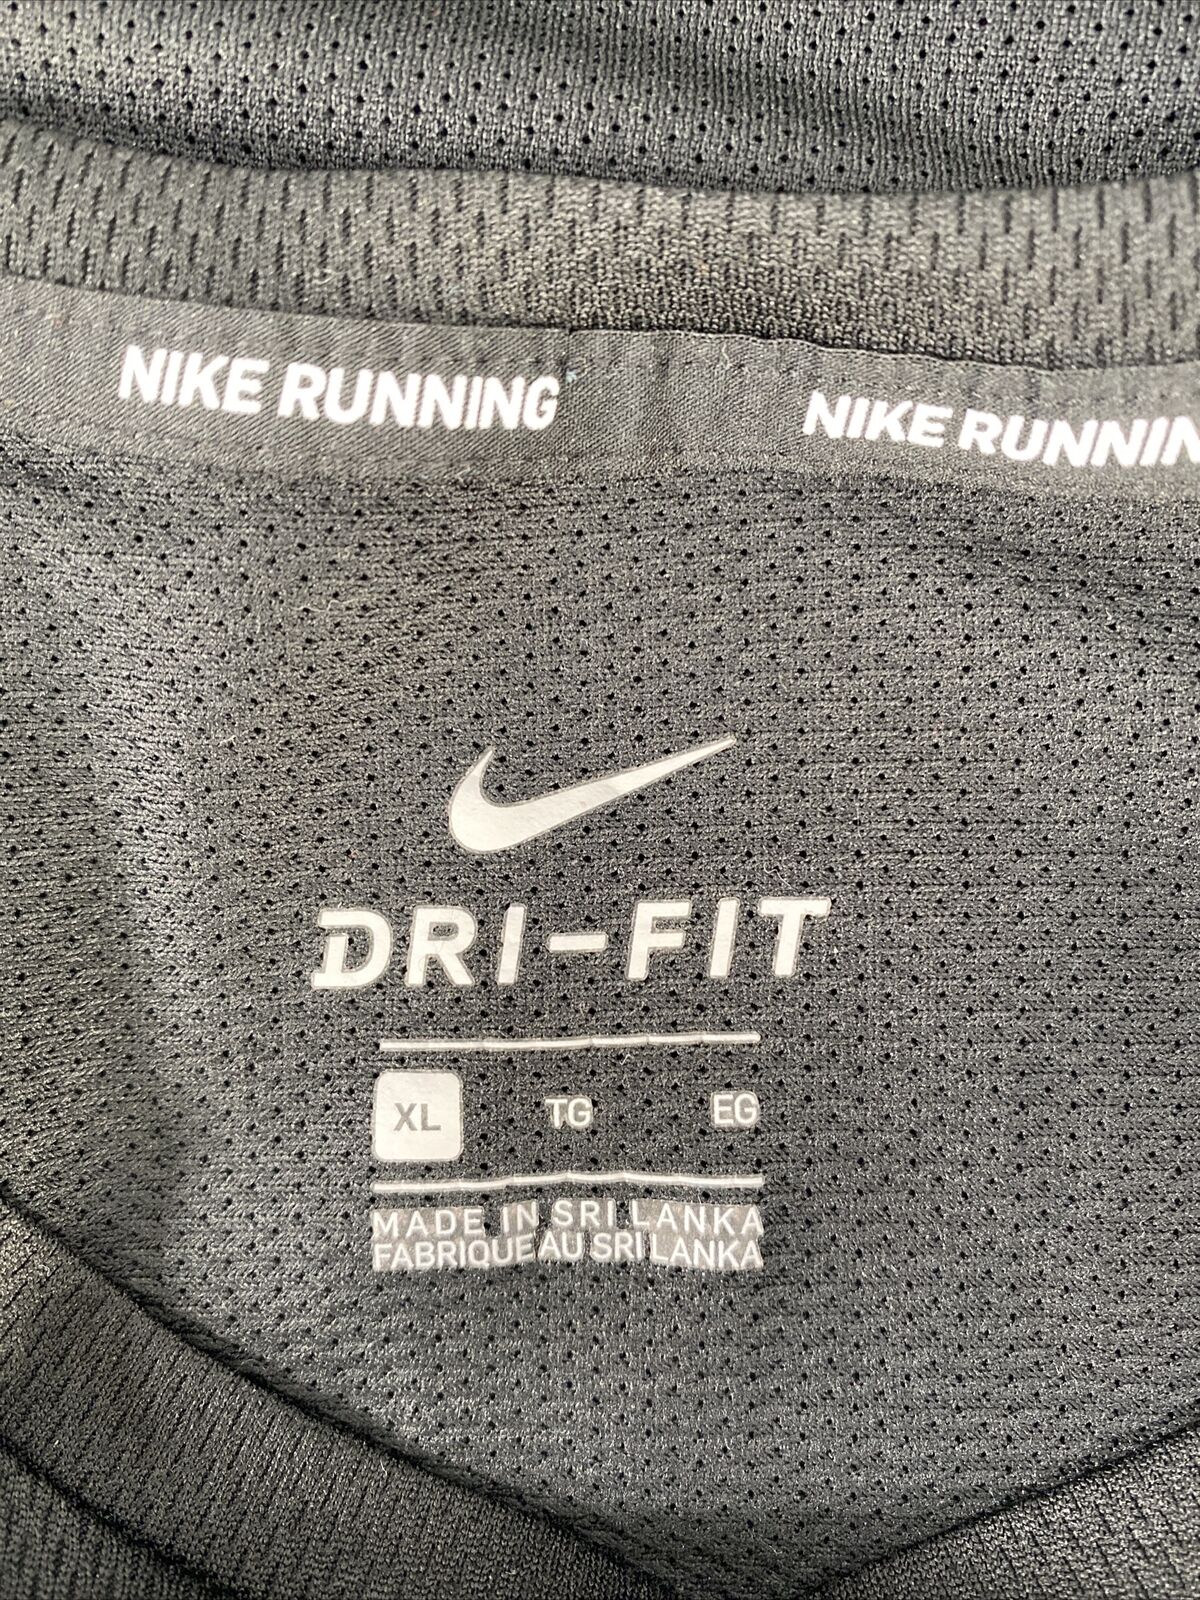 NIKE RUNNING
NIKE RUNNIN
DRI-FIT
XL TG EG
MADE IN SRI LANKA
FABRIQUE AU SRI LANKA